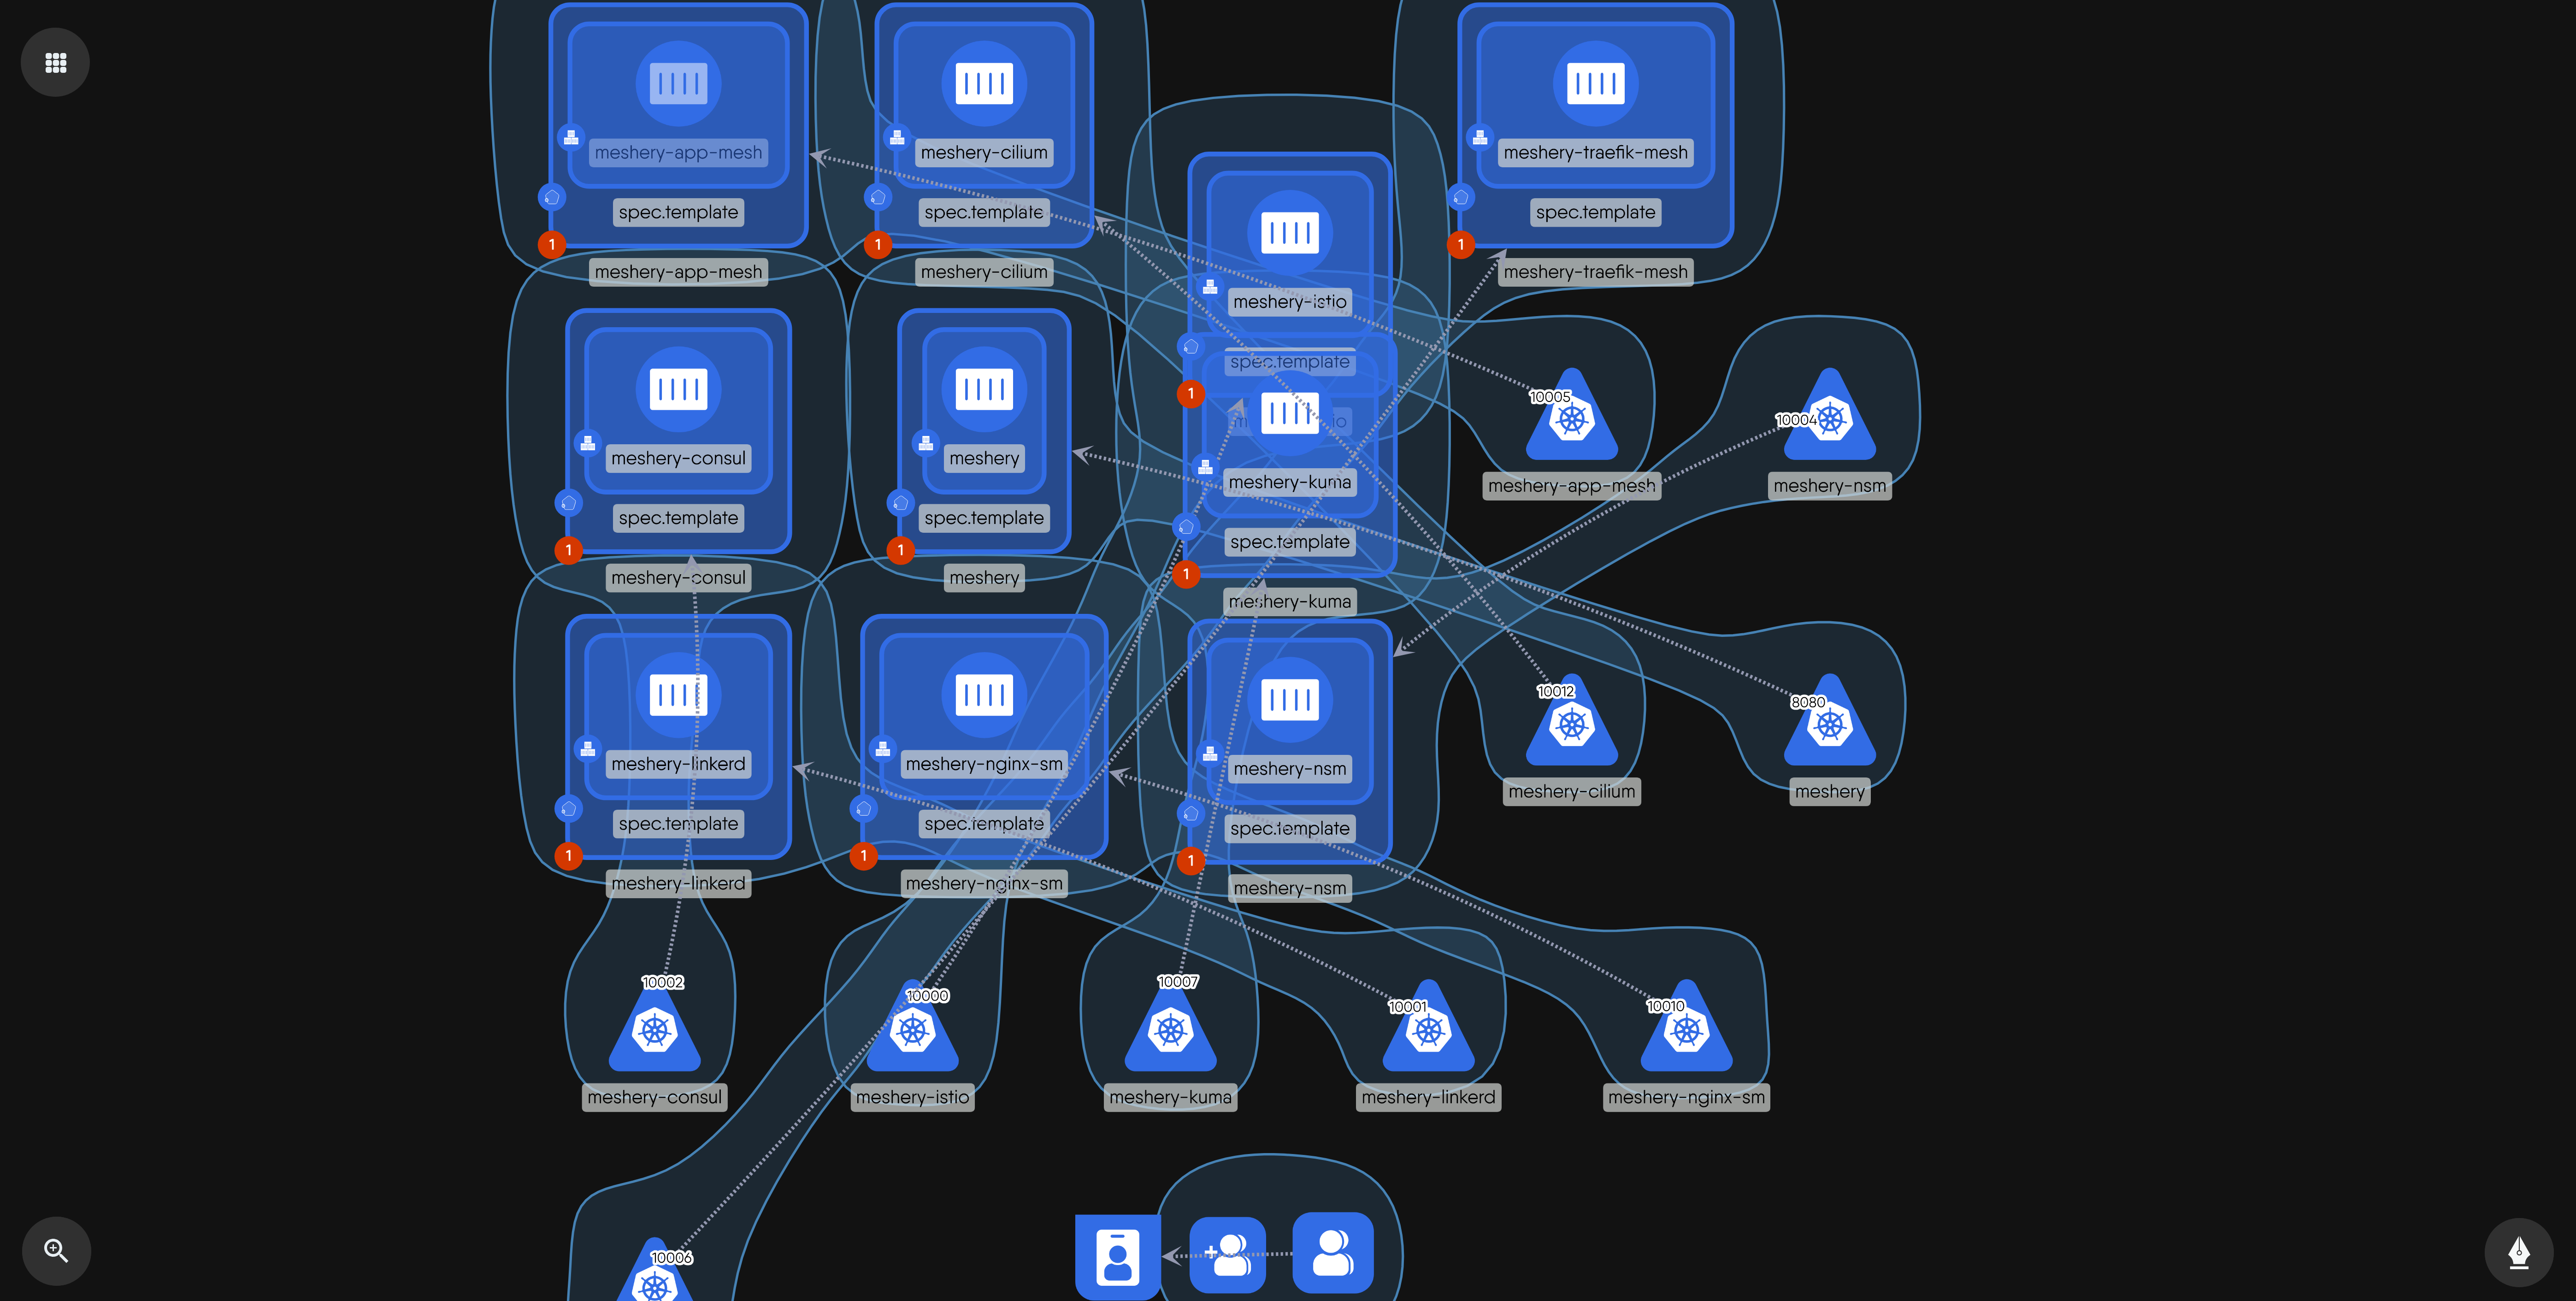 meshery-app-mesh
spec.template
1
meshery-app-mesh
meshery-cilium
spec.template
1
meshery-cilium
meshery-traefik-mesh
spec.template
1
meshery-traefik-mesh
meshery-istio
spec.template
1
meshery-consul
spec.template
1
meshery-consul
meshery
spec.template
1
meshery
meshery-kuma
spec.template
1
meshery-kuma
10005
meshery-app-mesh
10004
meshery-nsm
meshery-linkerd
spec.template
1
meshery-linkerd
meshery-nginx-sm
spec.template
1
meshery-nginx-sm
meshery-nsm
spec.template
1
meshery-nsm
10012
meshery-cilium
8080
meshery
10002
meshery-consul
10000
meshery-istio
10007
meshery-kuma
10001
meshery-linkerd
10010
meshery-nginx-sm
10006